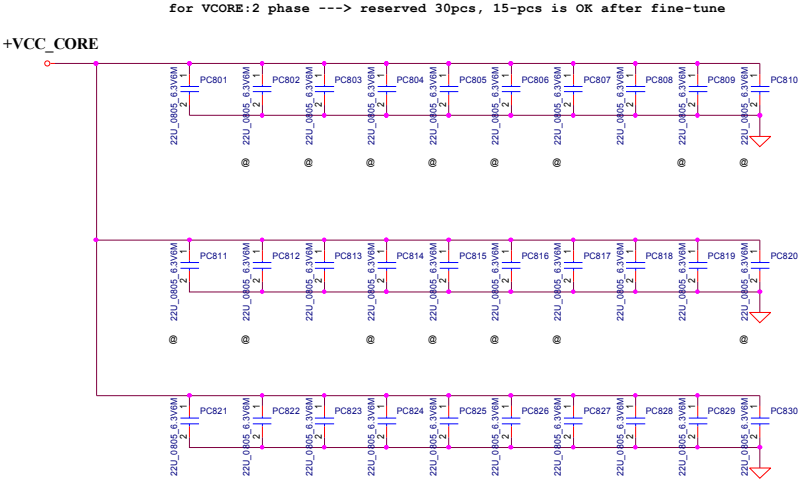 for VCORE:2 phase ---> reserved 30pcs, 15-pcs is OK after fine-tune
+VCC_CORE
PC801 PC802 PC803 PC804 PC805 PC806 PC807 PC808 PC809 PC810
1 1 1 1 1 1 1 1 1 1
2 2 2 2 2 2 2 2 2 2
22U_0805_6.3V6M 22U_0805_6.3V6M 22U_0805_6.3V6M 22U_0805_6.3V6M 22U_0805_6.3V6M 22U_0805_6.3V6M 22U_0805_6.3V6M 22U_0805_6.3V6M 22U_0805_6.3V6M 22U_0805_6.3V6M
@ @ @ @ @ @ @ @
PC811 PC812 PC813 PC814 PC815 PC816 PC817 PC818 PC819 PC820
1 1 1 1 1 1 1 1 1 1
2 2 2 2 2 2 2 2 2 2
22U_0805_6.3V6M 22U_0805_6.3V6M 22U_0805_6.3V6M 22U_0805_6.3V6M 22U_0805_6.3V6M 22U_0805_6.3V6M 22U_0805_6.3V6M 22U_0805_6.3V6M 22U_0805_6.3V6M 22U_0805_6.3V6M
@ @ @ @ @ @ @
PC821 PC822 PC823 PC824 PC825 PC826 PC827 PC828 PC829 PC830
1 1 1 1 1 1 1 1 1 1
2 2 2 2 2 2 2 2 2 2
22U_0805_6.3V6M 22U_0805_6.3V6M 22U_0805_6.3V6M 22U_0805_6.3V6M 22U_0805_6.3V6M 22U_0805_6.3V6M 22U_0805_6.3V6M 22U_0805_6.3V6M 22U_0805_6.3V6M 22U_0805_6.3V6M